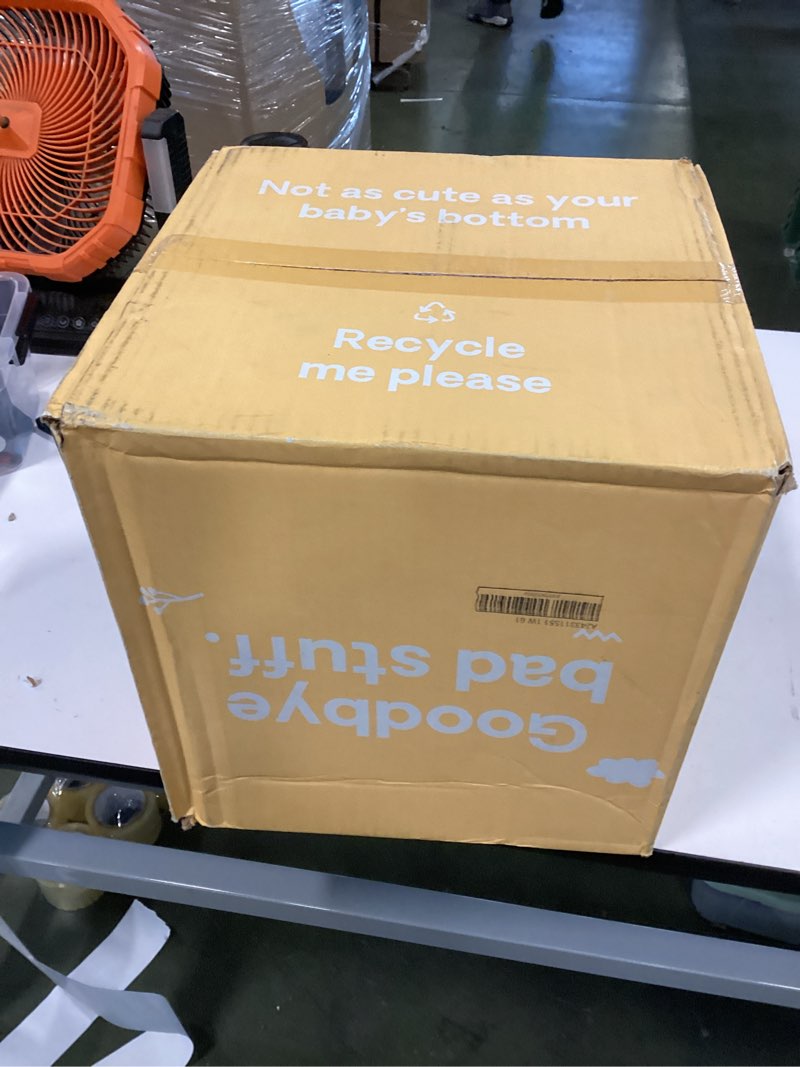 Not as cute as your
baby's bottom
Recycle
me please
Goodbye
bad stuff.